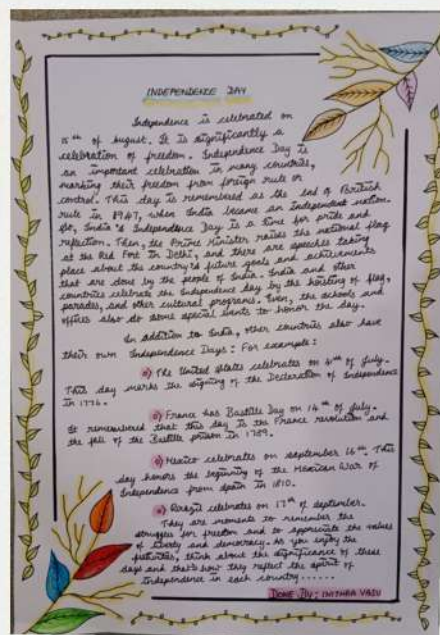 INDEPENDENCE DAY
Independence is celebrated on
15th of August. It is significantly a
celebration of freedom. Independence Day is
an important celebration in many countries,
marking their freedom from foreign rule or
control. This day is remembered as the end of British
rule in 1947, when India became an independent nation.
So, India's Independence Day is a time for pride and
reflection. Then, the Prime Minister raises the national flag
at the Red Fort in Delhi, and there are speeches taking
place about the country's future goals and achievements
that are done by the people of India. India and other
countries celebrate the Independence day by the hoisting of flag,
parades, and other cultural programs. Even, the schools and
offices also do some special events to honor the day.
In addition to India, other countries also have
their own Independence Days: For example:
The United States celebrates on 4th of July.
This day marks the signing of the Declaration of Independence
in 1776.
France has Bastille Day on 14th of July.
It remembered that this day is the France revolution and
the fall of the Bastille prison in 1789.
Mexico celebrates on september 16th. This
day honors the beginning of the Mexican War of
Independence from Spain in 1810.
Brazil celebrates on 17th of september.
They are moments to remember the
struggles for freedom and to appreciate the values
of liberty and democracy. As you enjoy the
festivities, think about the significance of these
days and that's how they reflect the spirit of
Independence in each country......
DONE BY: INITHRA VASU